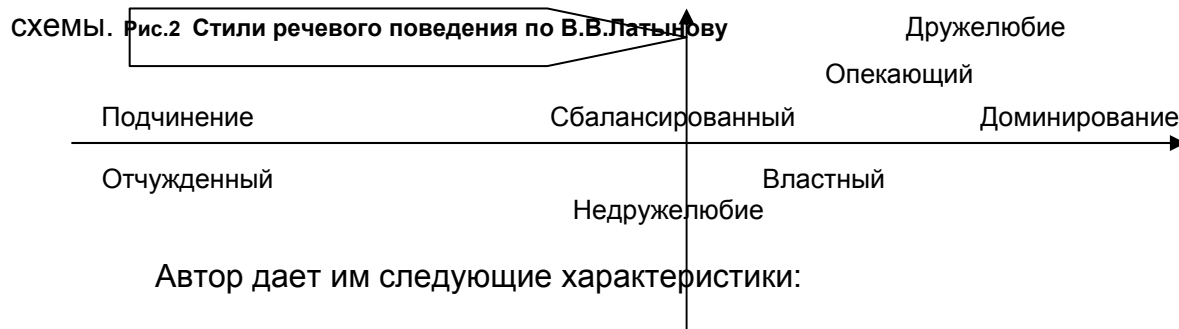 схемы. Рис.2 Стили речевого поведения по В.В.Латынову
Дружелюбие
Опекающий
Подчинение Сбалансированный Доминирование
Отчужденный Властный
Недружелюбие
Автор дает им следующие характеристики: